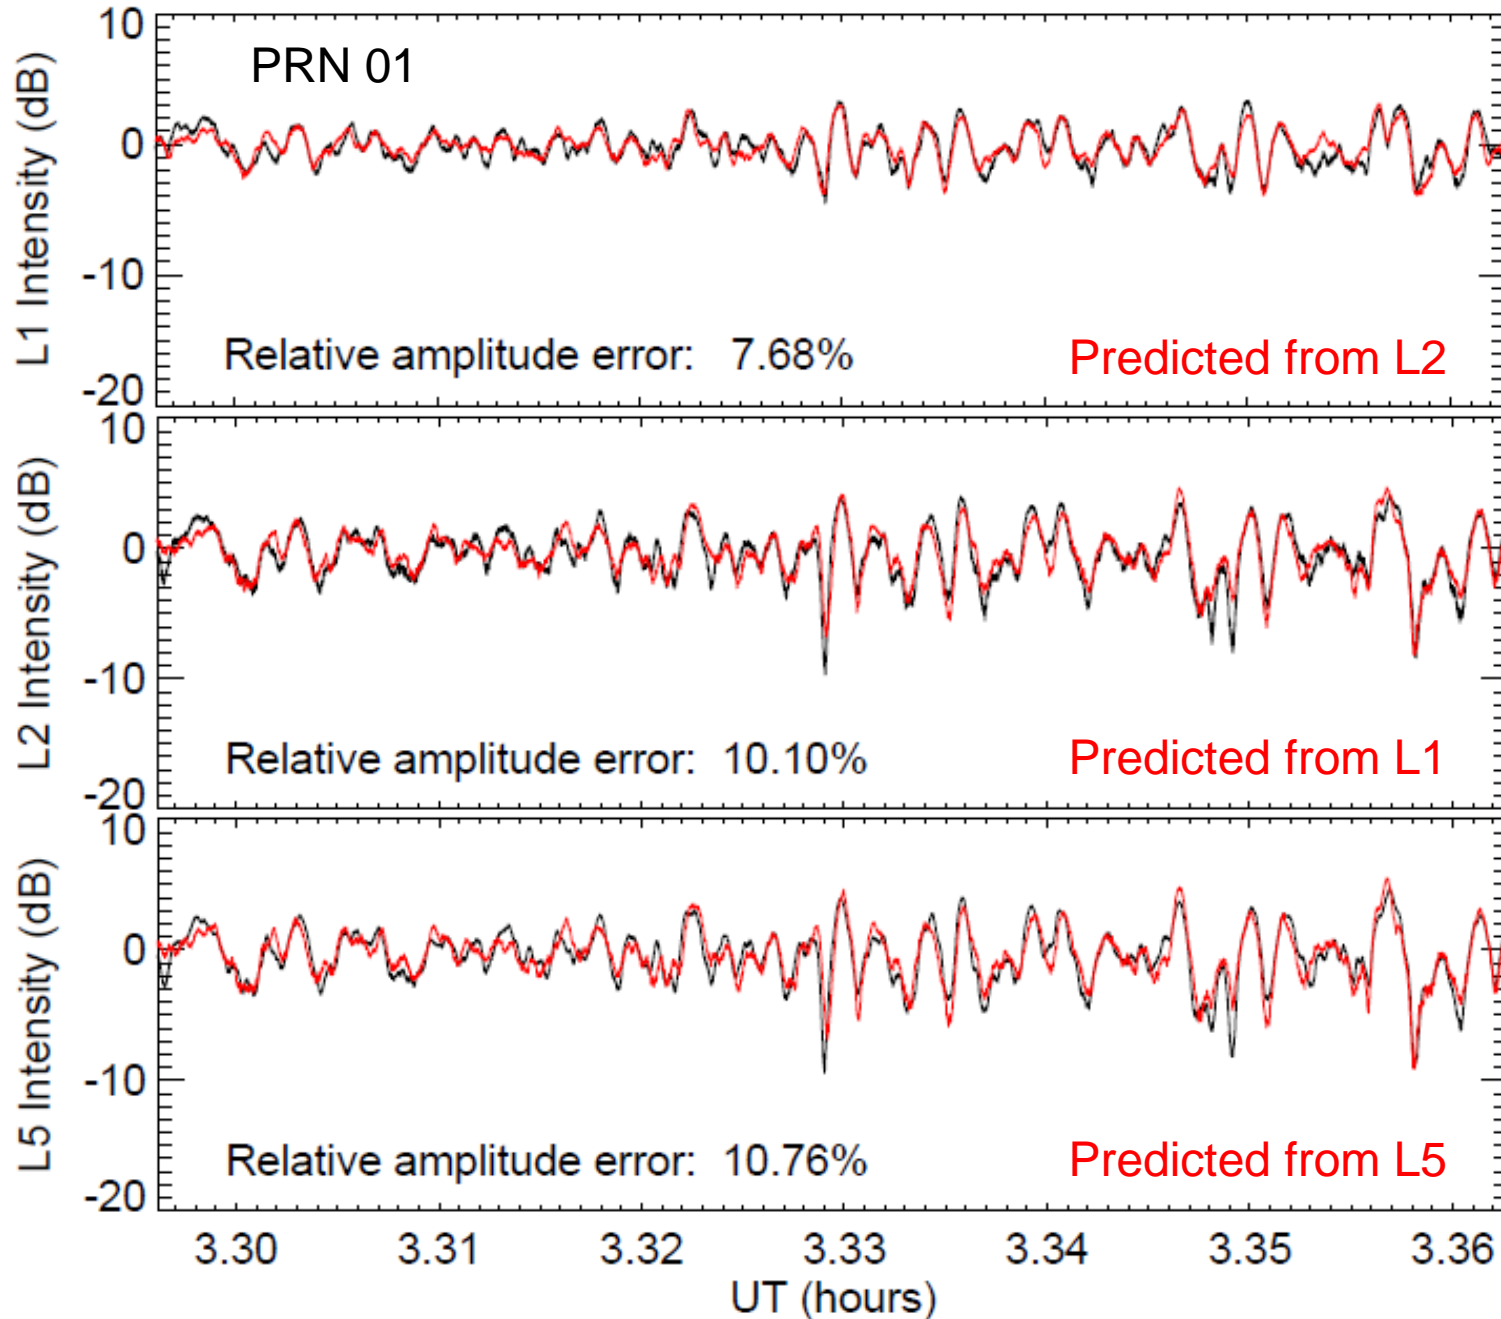 10
PRN 01
0
-10
-20
L1 Intensity (dB)
Relative amplitude error: 7.68%
Predicted from L2
10
0
-10
-20
L2 Intensity (dB)
Relative amplitude error: 10.10%
Predicted from L1
10
0
-10
-20
L5 Intensity (dB)
Relative amplitude error: 10.76%
Predicted from L5
3.30 3.31 3.32 3.33 3.34 3.35 3.36
UT (hours)